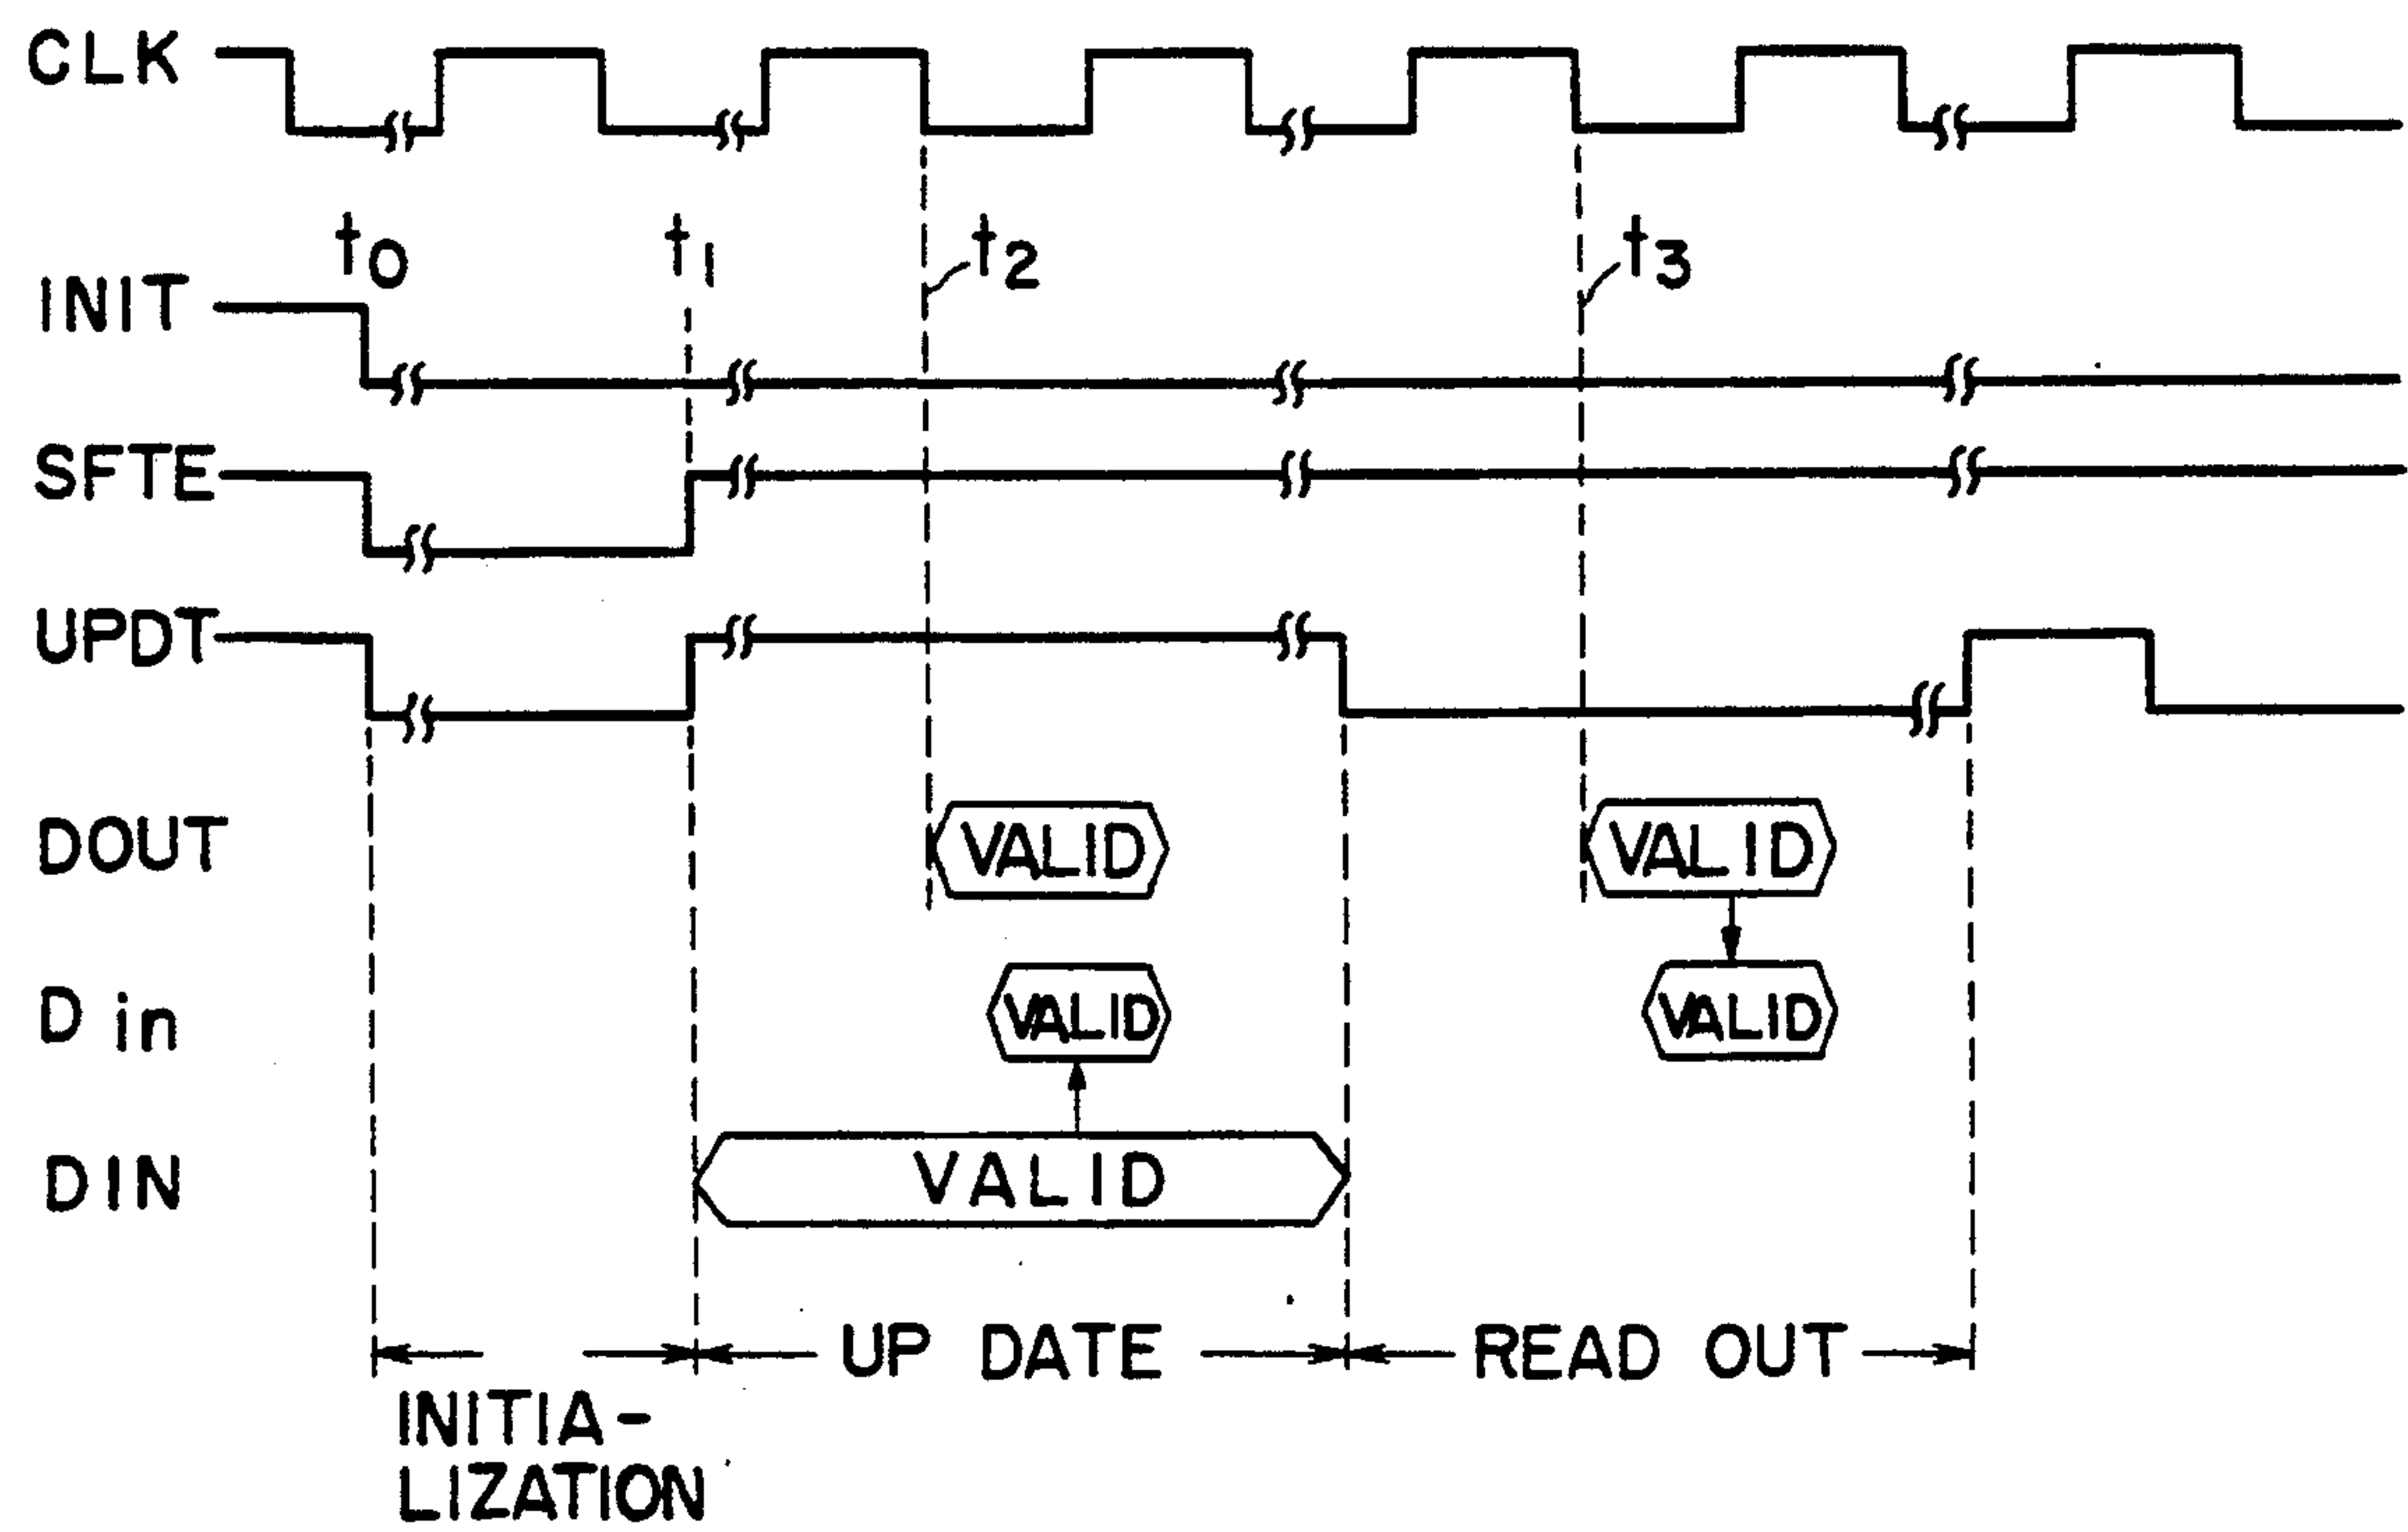 CLK
t0 t1 t2 t3
INIT
SFTE
UPDT
DOUT VALID VALID
Din VALID VALID
DIN VALID
UP DATE READ OUT
INITIA-
LIZATION